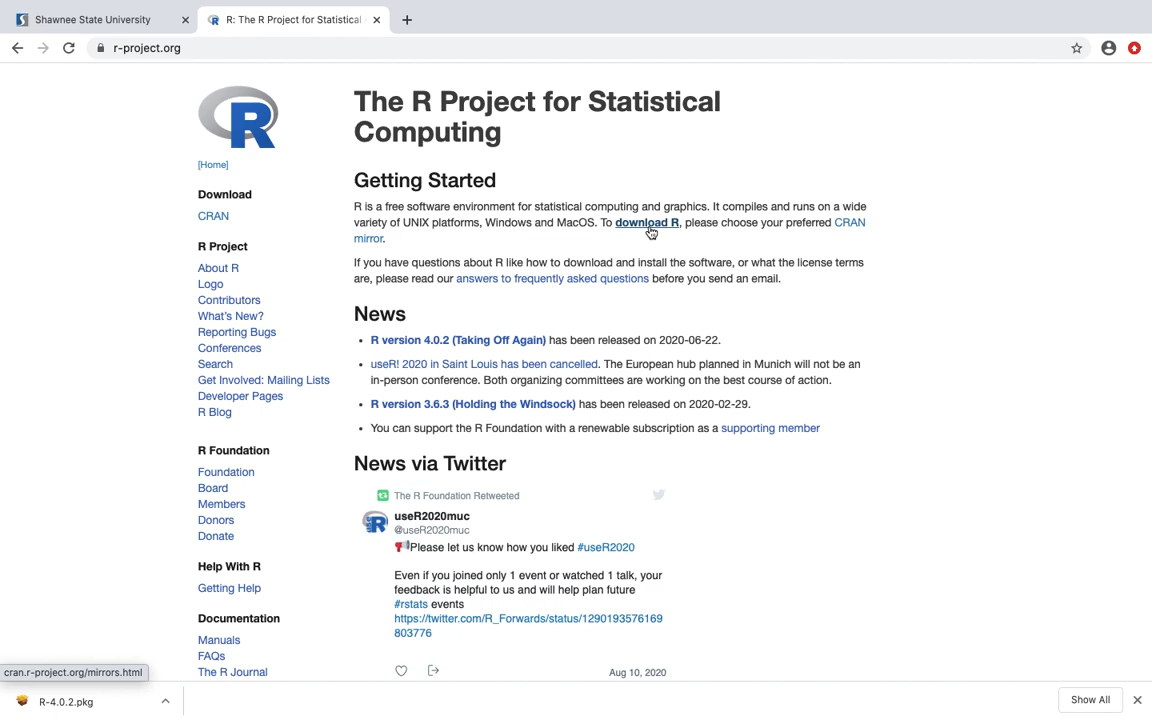 Shawnee State University
R: The R Project for Statistical
r-project.org
R
[Home]
Download
CRAN
R Project
About R
Logo
Contributors
What's New?
Reporting Bugs
Conferences
Search
Get Involved: Mailing Lists
Developer Pages
R Blog
R Foundation
Foundation
Board
Members
Donors
Donate
Help With R
Getting Help
Documentation
Manuals
FAQs
The R Journal
The R Project for Statistical
Computing
Getting Started
R is a free software environment for statistical computing and graphics. It compiles and runs on a wide
variety of UNIX platforms, Windows and MacOS. To download R, please choose your preferred CRAN
mirror.
If you have questions about R like how to download and install the software, or what the license terms
are, please read our answers to frequently asked questions before you send an email.
News
• R version 4.0.2 (Taking Off Again) has been released on 2020-06-22.
• useR! 2020 in Saint Louis has been cancelled. The European hub planned in Munich will not be an
in-person conference. Both organizing committees are working on the best course of action.
• R version 3.6.3 (Holding the Windsock) has been released on 2020-02-29.
• You can support the R Foundation with a renewable subscription as a supporting member
News via Twitter
The R Foundation Retweeted
useR2020muc
@useR2020muc
Please let us know how you liked #useR2020
Even if you joined only 1 event or watched 1 talk, your
feedback is helpful to us and will help plan future
#rstats events
https://twitter.com/R_Forwards/status/1290193576169
803776
Aug 10, 2020
cran.r-project.org/mirrors.html
R-4.0.2.pkg
Show All